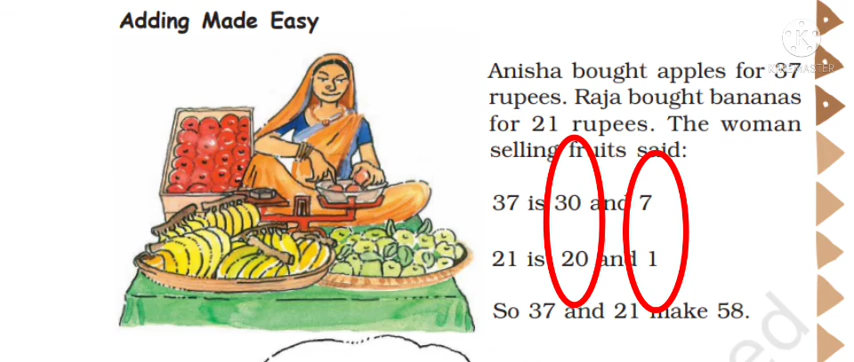 Adding Made Easy
Anisha bought apples for 37
rupees. Raja bought bananas
for 21 rupees. The woman
selling fruits said:
37 is 30 and 7
21 is 20 and 1
So 37 and 21 make 58.